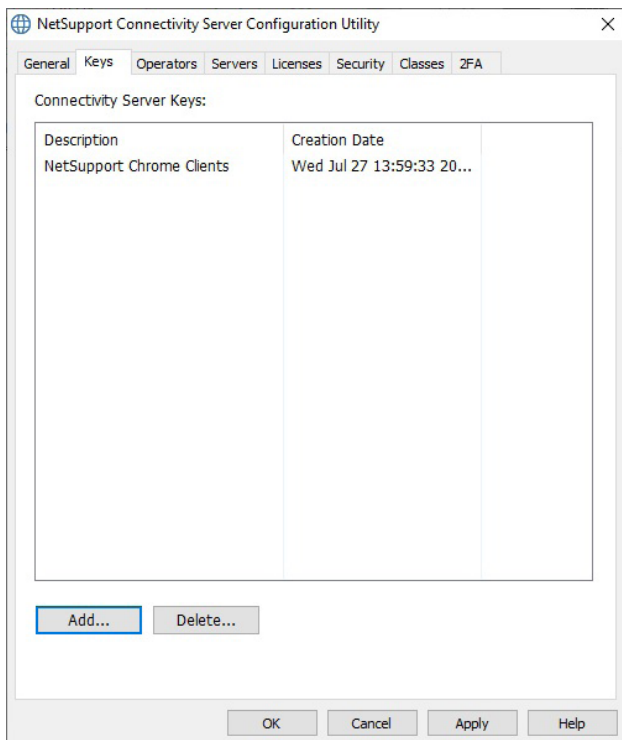 NetSupport Connectivity Server Configuration Utility
General Keys Operators Servers Licenses Security Classes 2FA
Connectivity Server Keys:
Description Creation Date
NetSupport Chrome Clients Wed Jul 27 13:59:33 20...
Add... Delete...
OK Cancel Apply Help